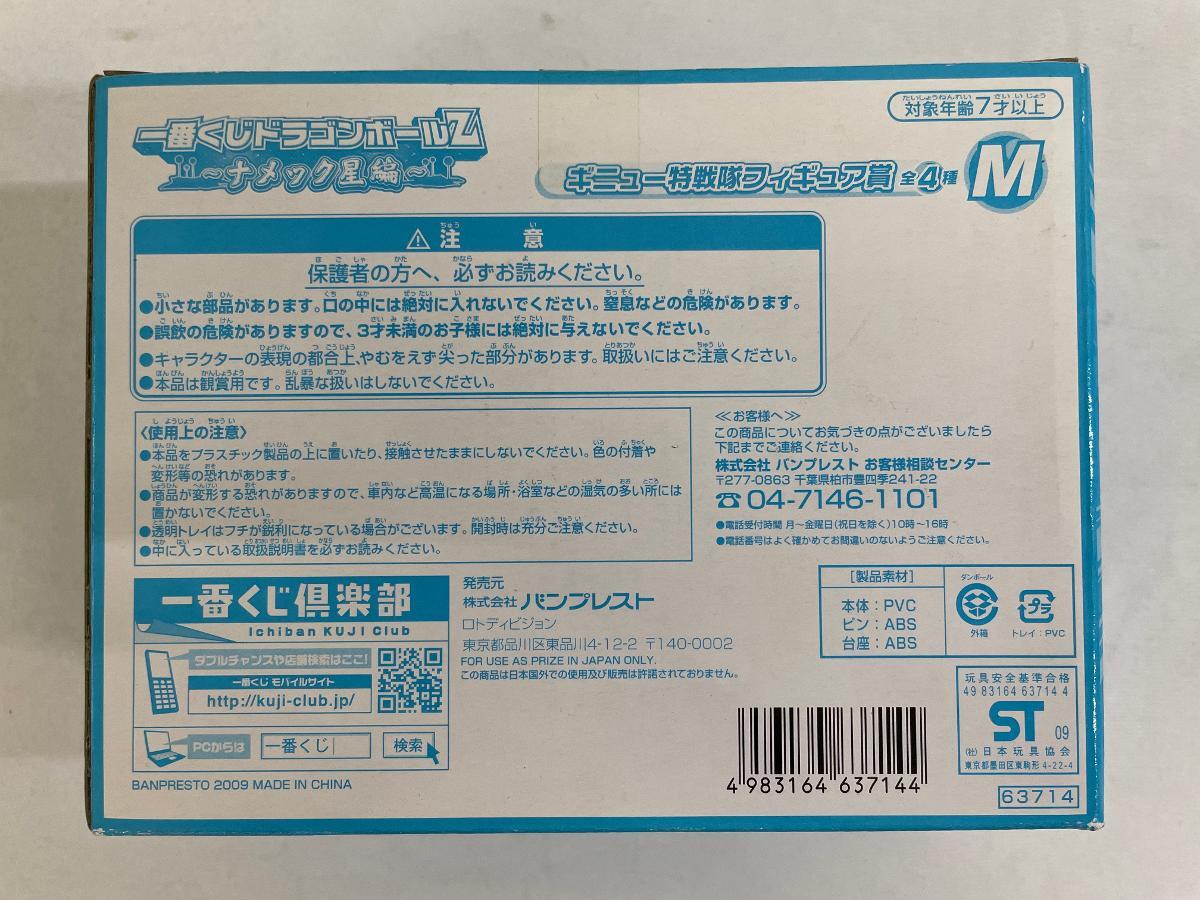 対象年齢7才以上
一番くじドラゴンボールZ
～ナメック星編～
ギニュー特戦隊フィギュア賞 全4種 M
⚠注 意
保護者の方へ、必ずお読みください。
●小さな部品があります。口の中には絶対に入れないでください。窒息などの危険があります。
●誤飲の危険がありますので、3才未満のお子様には絶対に与えないでください。
●キャラクターの表現の都合上、やむをえず尖った部分があります。取扱いにはご注意ください。
●本品は観賞用です。乱暴な扱いはしないでください。
〈使用上の注意〉
●本品をプラスチック製品の上に置いたり、接触させたままにしないでください。色の付着や
変形等の恐れがあります。
●商品が変形する恐れがありますので、車内など高温になる場所・浴室などの湿気の多い所には
置かないでください。
●透明トレイはフチが鋭利になっている場合がございます。開封時は充分ご注意ください。
●中に入っている取扱説明書を必ずお読みください。
≪お客様へ≫
この商品についてお気づきの点がございましたら
下記までご連絡ください。
株式会社 バンプレスト お客様相談センター
〒277-0863 千葉県柏市豊四季241-22
☎04-7146-1101
●電話受付時間 月～金曜日(祝日を除く)10時～16時
●電話番号はよく確かめてお間違いのないようご注意ください。
一番くじ倶楽部
Ichiban KUJI Club
ダブルチャンスや店舗検索はここ!
一番くじ モバイルサイト
http://kuji-club.jp/
PCからは 一番くじ 検索
BANPRESTO 2009 MADE IN CHINA
発売元
株式会社 バンプレスト
ロトディビジョン
東京都品川区東品川4-12-2 〒140-0002
FOR USE AS PRIZE IN JAPAN ONLY.
この商品は日本国外での使用及び販売は許諾されておりません。
[製品素材]
本体：PVC
ピン：ABS
台座：ABS
ダンボール
外箱
プラ
トレイ：PVC
玩具安全基準合格
49 83164 63714 4
ST 09
(社)日本玩具協会
東京都墨田区東駒形4-22-4
4 983164 637144
63714